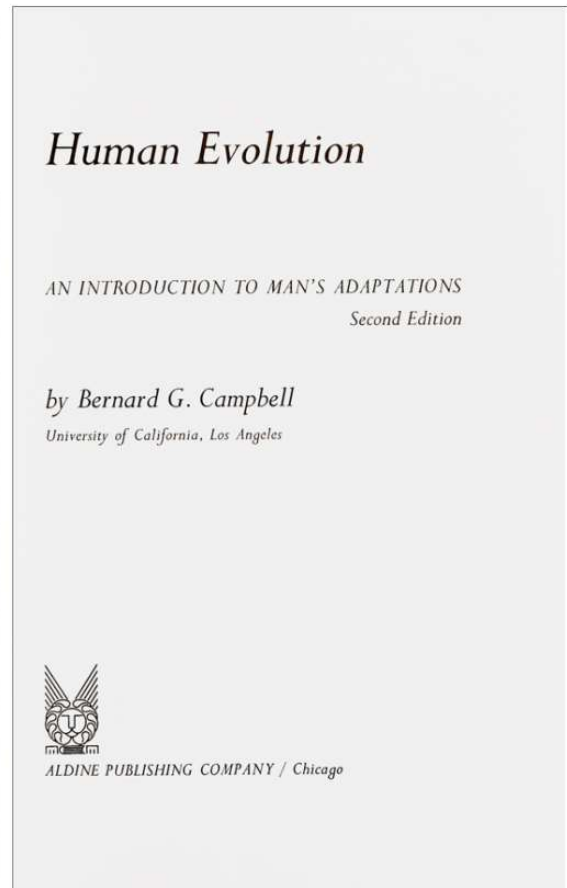 Human Evolution
AN INTRODUCTION TO MAN'S ADAPTATIONS
Second Edition
by Bernard G. Campbell
University of California, Los Angeles
ALDINE PUBLISHING COMPANY / Chicago